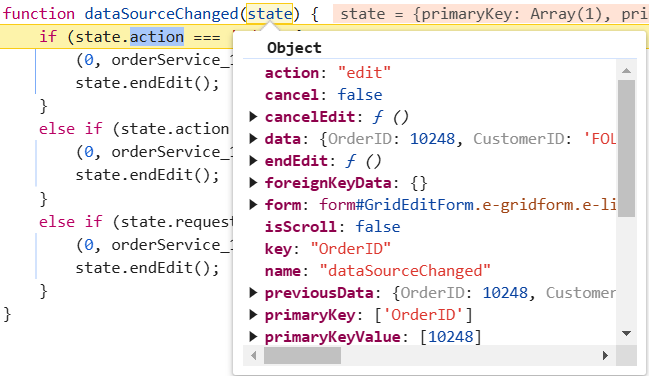 function dataSourceChanged(state) { state = {primaryKey: Array(1), pri
if (state.action ===
(0, orderService_1
state.endEdit();
}
else if (state.action
(0, orderService_1
state.endEdit();
}
else if (state.request
(0, orderService_1
state.endEdit();
}
}
Object
action: "edit"
cancel: false
cancelEdit: ƒ ()
data: {OrderID: 10248, CustomerID: 'FOL
endEdit: ƒ ()
foreignKeyData: {}
form: form#GridEditForm.e-gridform.e-li
isScroll: false
key: "OrderID"
name: "dataSourceChanged"
previousData: {OrderID: 10248, Custome
primaryKey: ['OrderID']
primaryKeyValue: [10248]